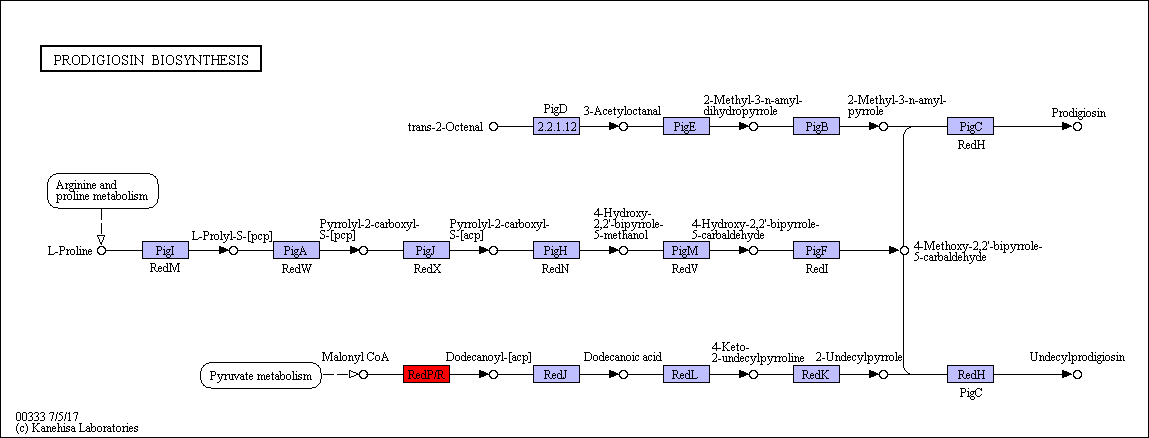 PRODIGIOSIN BIOSYNTHESIS
trans-2-Octenal
PigD
2.2.1.12
3-Acetyloctanal
PigE
2-Methyl-3-n-amyl-
dihydropyrrole
PigB
2-Methyl-3-n-amyl-
pyrrole
PigC
RedH
Prodigiosin
Arginine and
proline metabolism
L-Proline
PigI
RedM
L-Prolyl-S-[pcp]
PigA
RedW
Pyrrolyl-2-carboxyl-
S-[pcp]
PigJ
RedX
Pyrrolyl-2-carboxyl-
S-[acp]
PigH
RedN
4-Hydroxy-
2,2'-bipyrrole-
5-methanol
PigM
RedV
4-Hydroxy-2,2'-bipyrrole-
5-carbaldehyde
PigF
RedI
4-Methoxy-2,2'-bipyrrole-
5-carbaldehyde
Pyruvate metabolism
Malonyl CoA
RedP/R
Dodecanoyl-[acp]
RedJ
Dodecanoic acid
RedL
4-Keto-
2-undecylpyrroline
RedK
2-Undecylpyrrole
RedH
PigC
Undecylprodigiosin
00333 7/5/17
(c) Kanehisa Laboratories